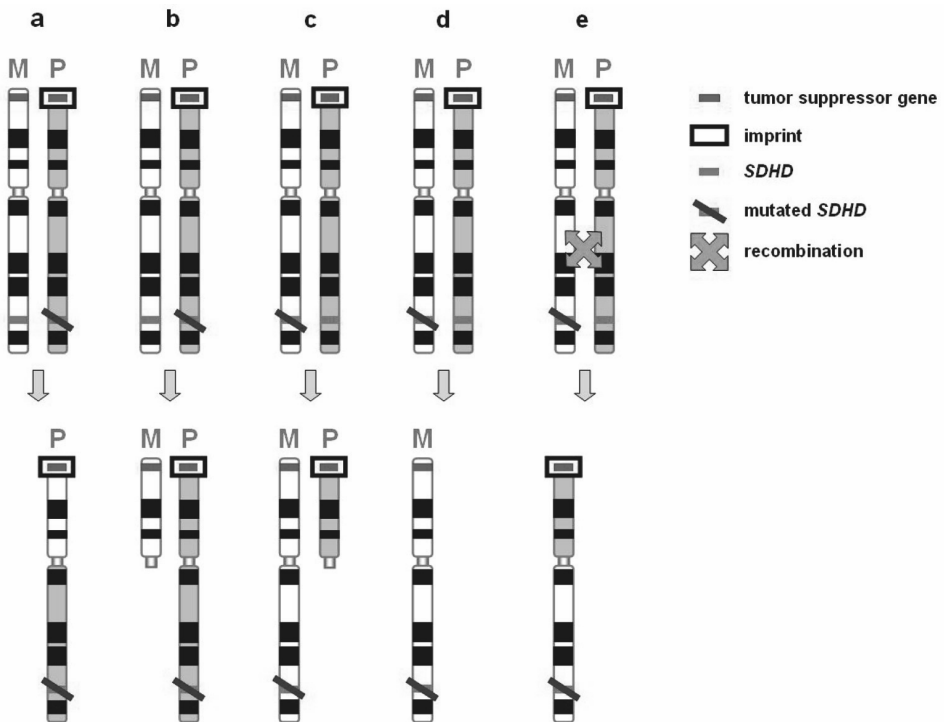 a b c d e
M P M P M P M P M P
tumor suppressor gene
imprint
SDHD
mutated SDHD
recombination
P M P M P M